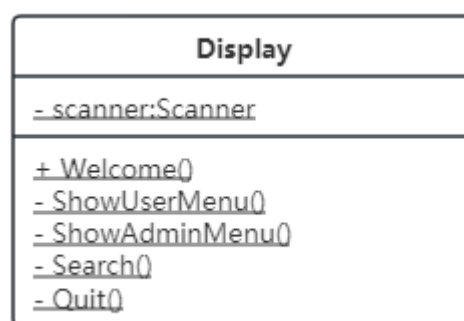 Display
- scanner:Scanner
+ Welcome()
- ShowUserMenu()
- ShowAdminMenu()
- Search()
- Quit()